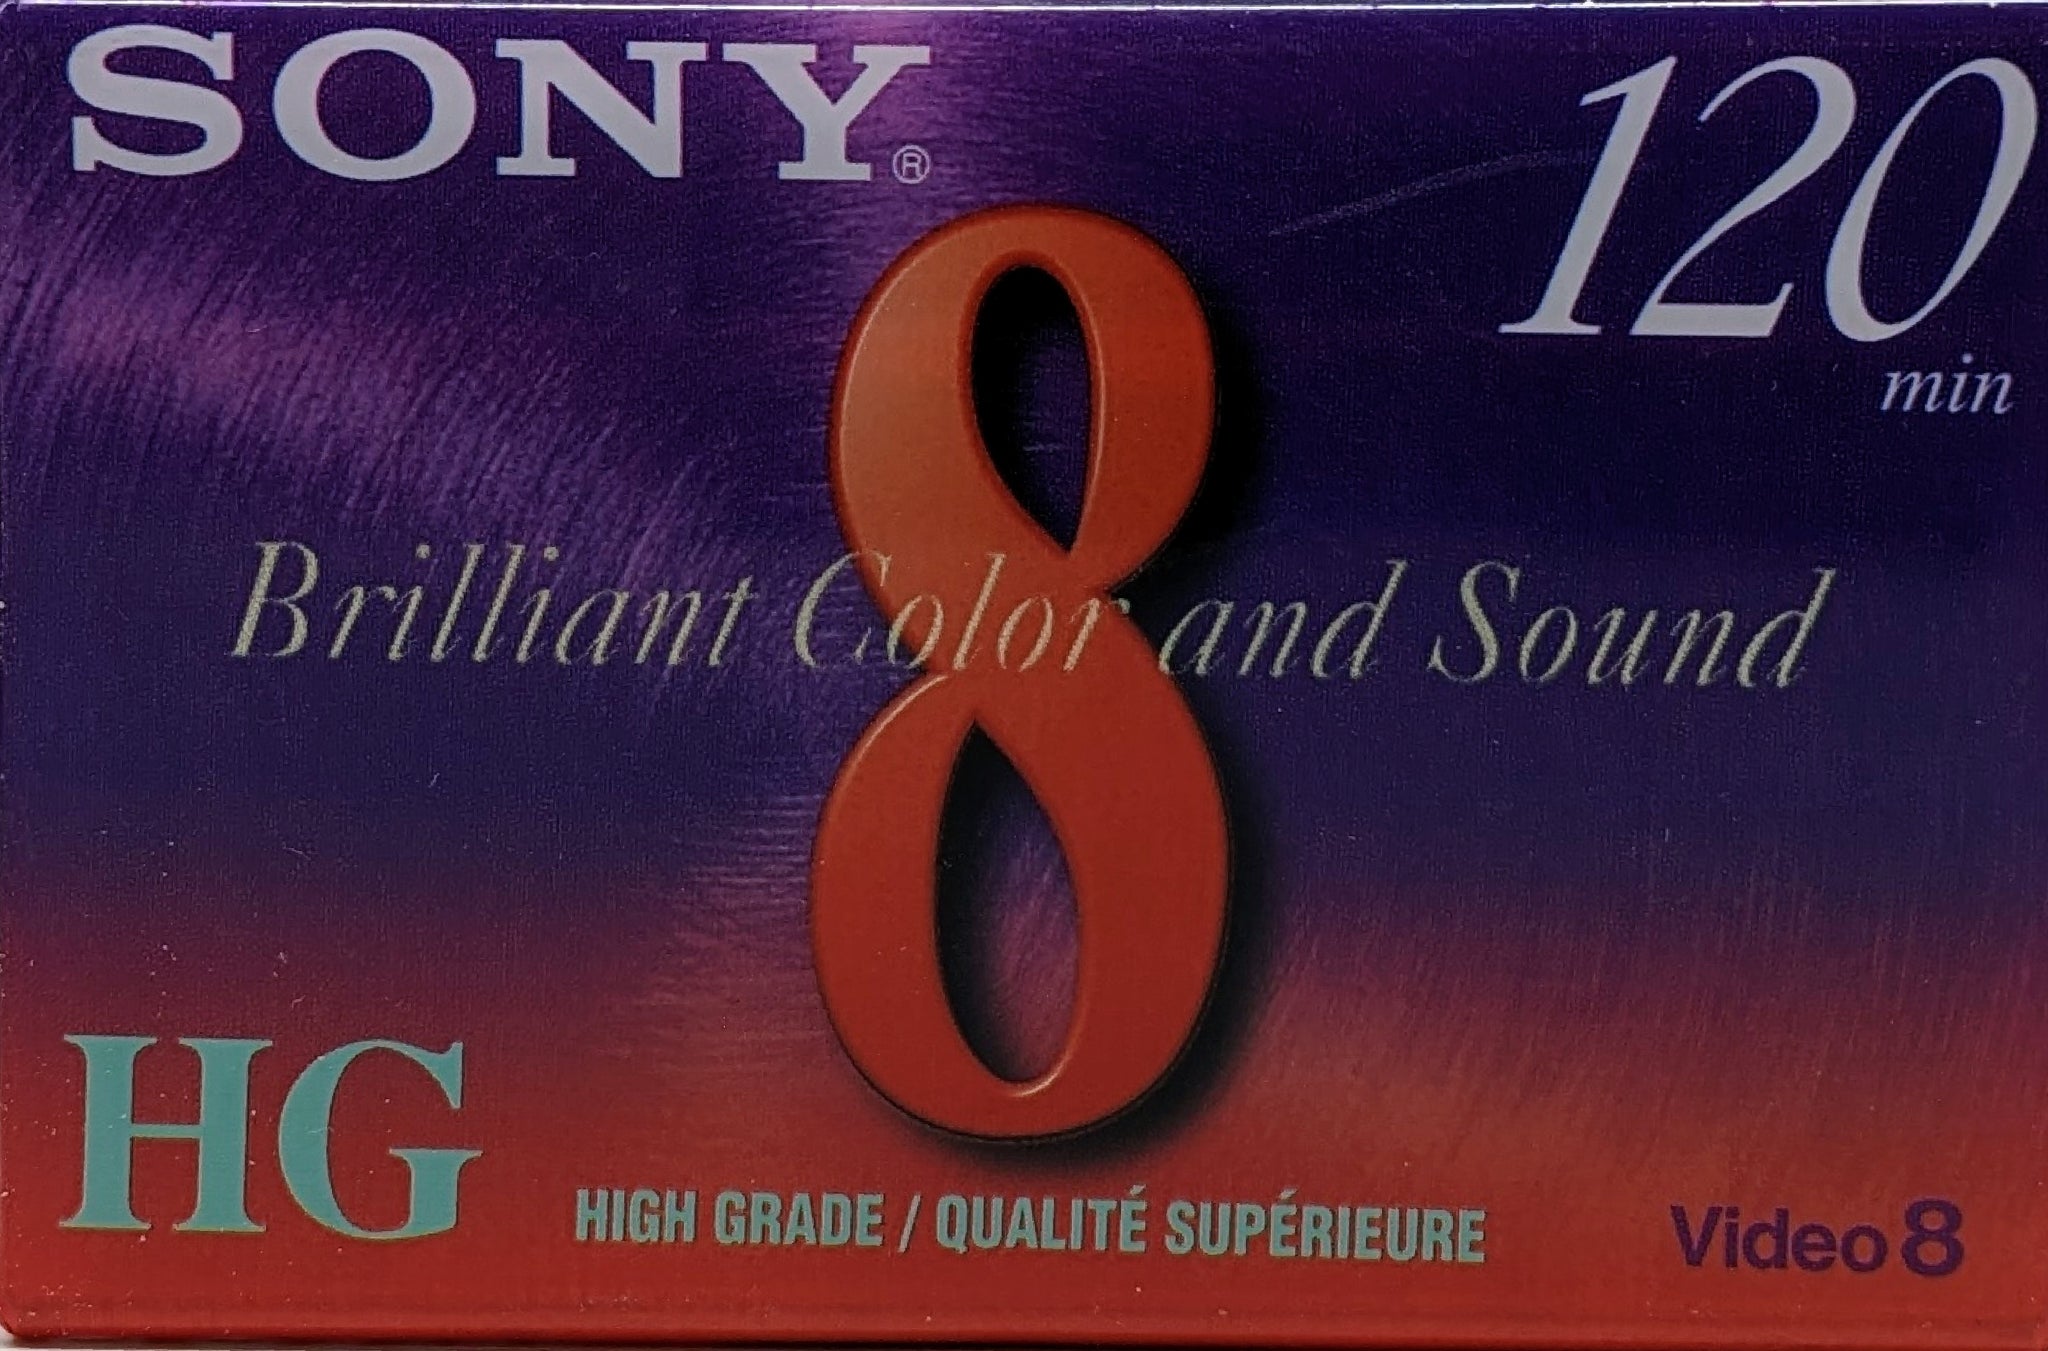 SONY®
120
min
8
Brilliant Color and Sound
HG
HIGH GRADE / QUALITÉ SUPÉRIEURE
Video 8